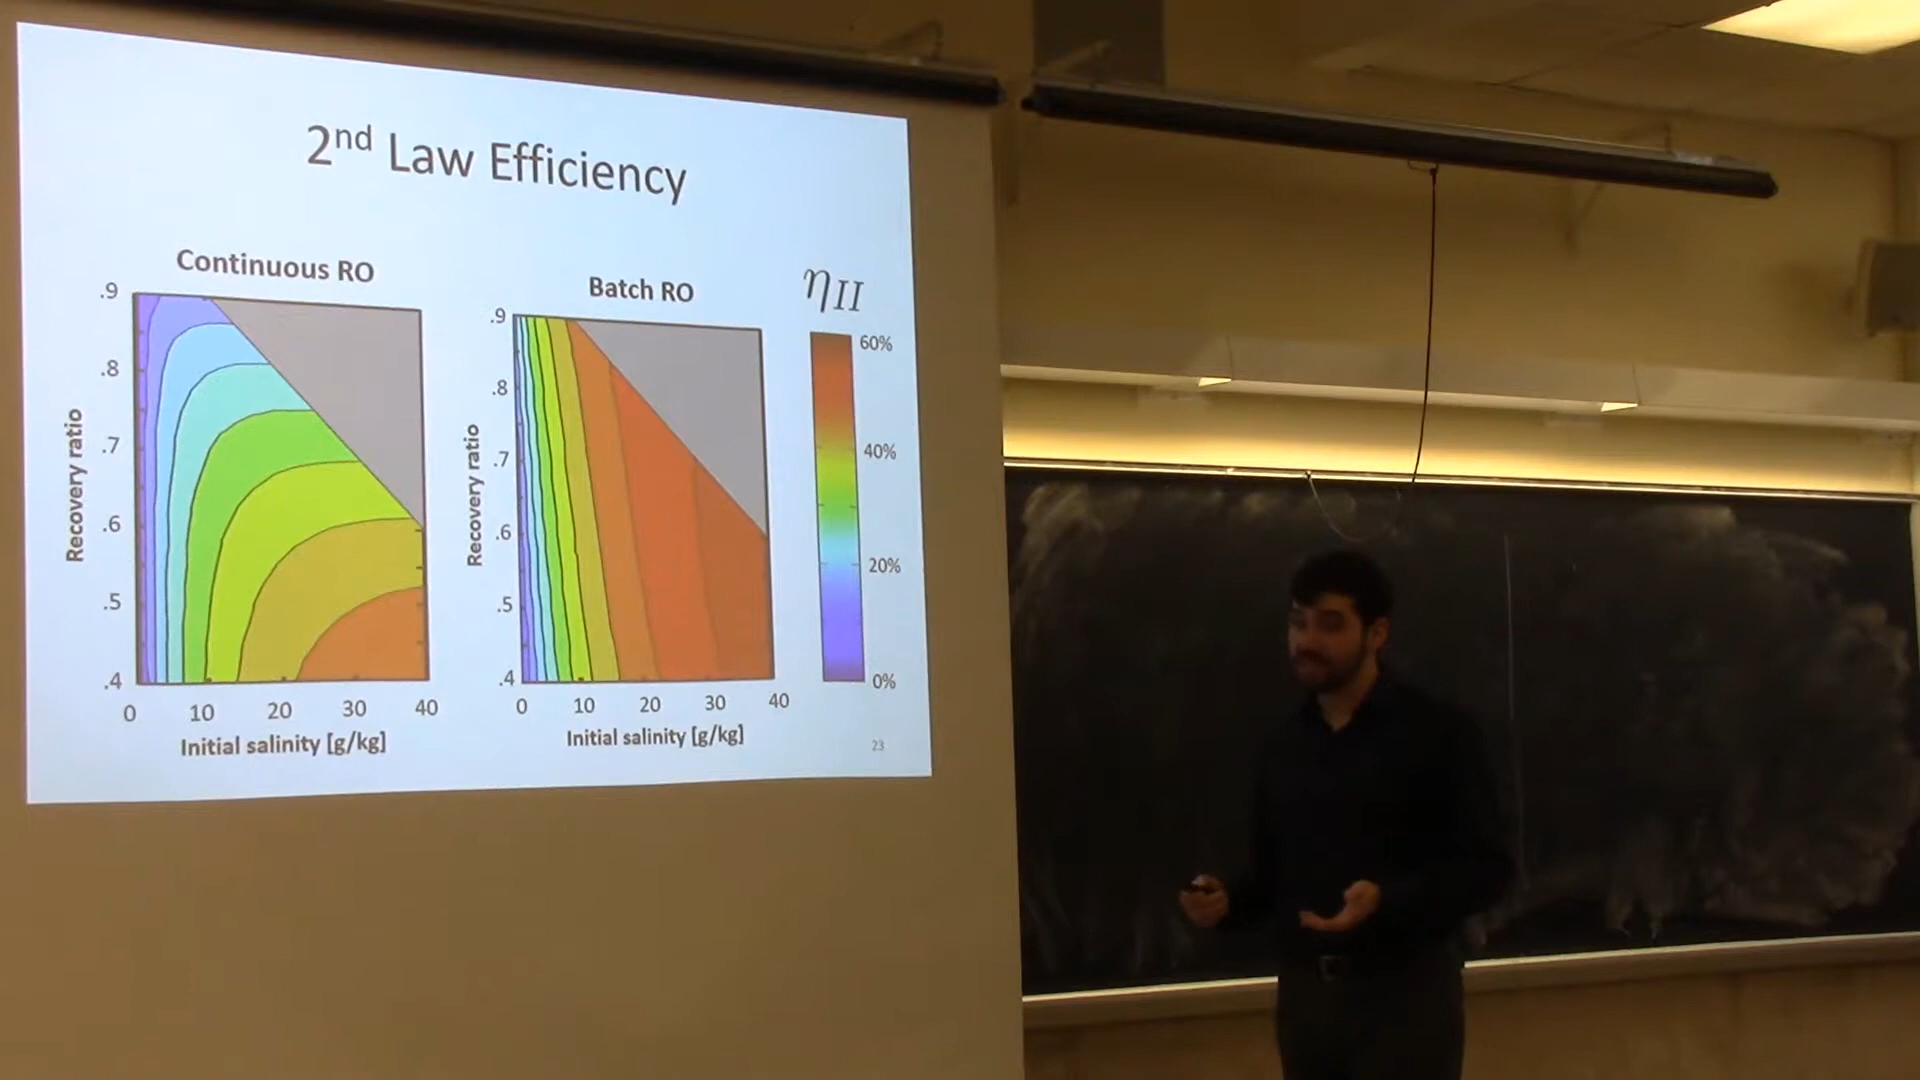 2nd Law Efficiency
Continuous RO
Recovery ratio
.9
.8
.7
.6
.5
.4
0 10 20 30 40
Initial salinity [g/kg]
Batch RO
Recovery ratio
.9
.8
.7
.6
.5
.4
0 10 20 30 40
Initial salinity [g/kg]
ηII
60%
40%
20%
0%
23